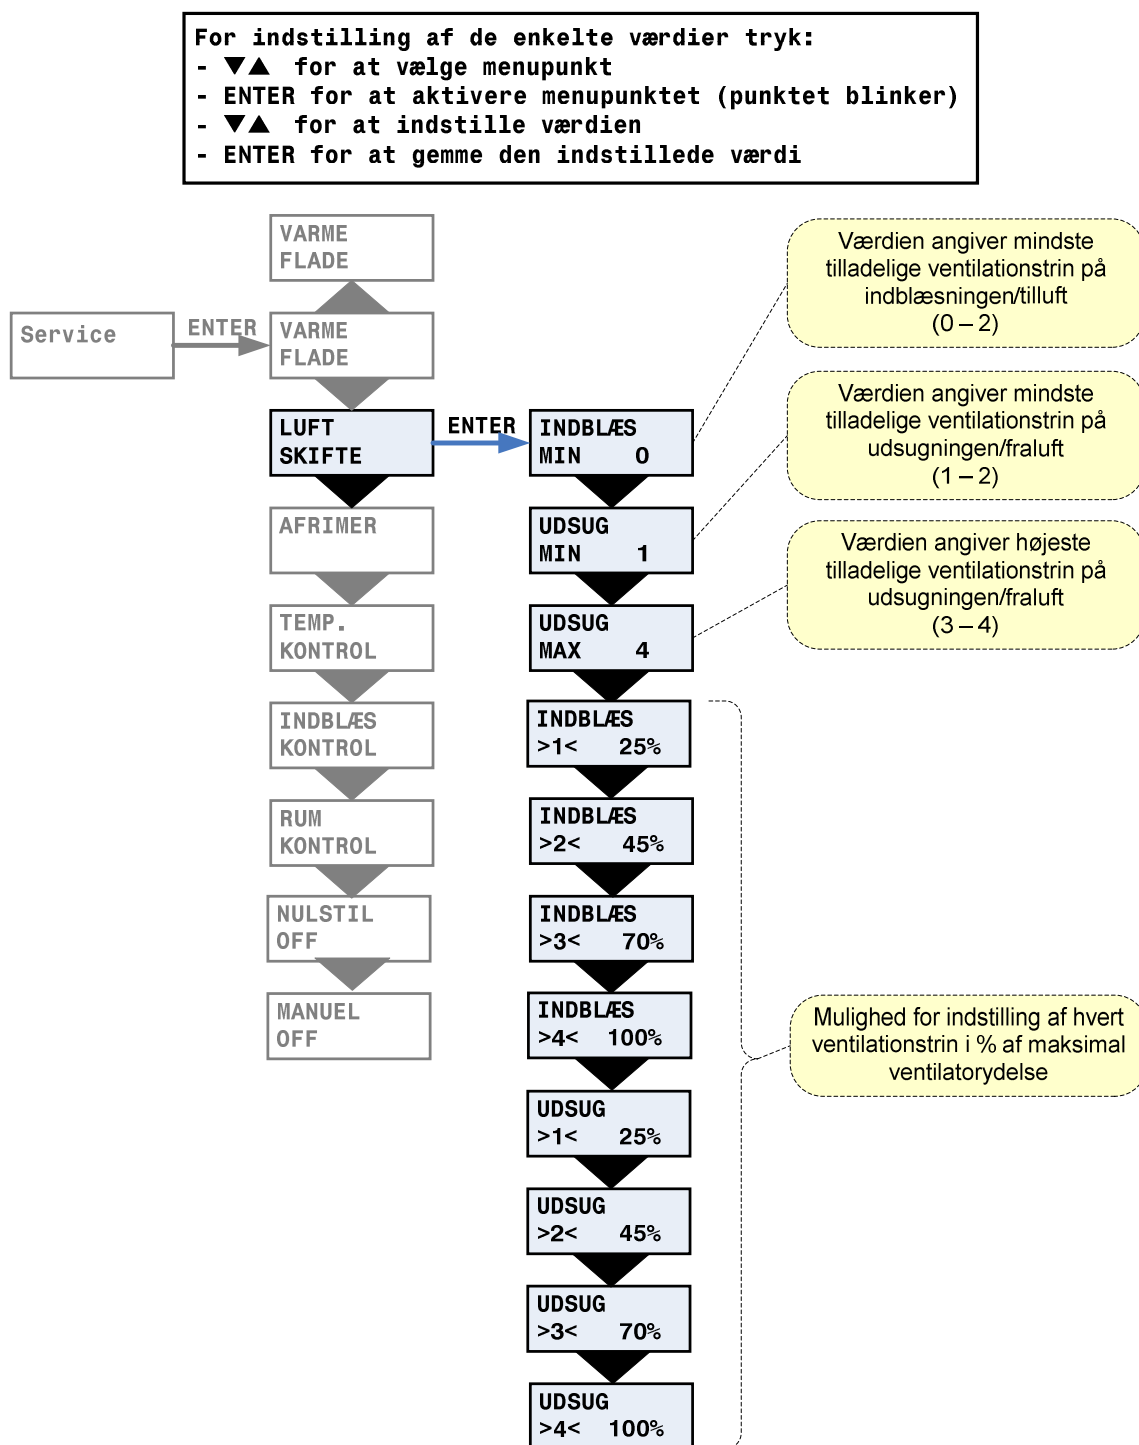 For indstilling af de enkelte værdier tryk:
- ▼▲ for at vælge menupunkt
- ENTER for at aktivere menupunktet (punktet blinker)
- ▼▲ for at indstille værdien
- ENTER for at gemme den indstillede værdi
VARME
FLADE
Service
ENTER
VARME
FLADE
LUFT
SKIFTE
ENTER
AFRIMER
TEMP.
KONTROL
INDBLÆS
KONTROL
RUM
KONTROL
NULSTIL
OFF
MANUEL
OFF
INDBLÆS
MIN 0
UDSUG
MIN 1
UDSUG
MAX 4
INDBLÆS
>1< 25%
INDBLÆS
>2< 45%
INDBLÆS
>3< 70%
INDBLÆS
>4< 100%
UDSUG
>1< 25%
UDSUG
>2< 45%
UDSUG
>3< 70%
UDSUG
>4< 100%
Værdien angiver mindste
tilladelige ventilationstrin på
indblæsningen/tilluft
(0 – 2)
Værdien angiver mindste
tilladelige ventilationstrin på
udsugningen/fraluft
(1 – 2)
Værdien angiver højeste
tilladelige ventilationstrin på
udsugningen/fraluft
(3 – 4)
Mulighed for indstilling af hvert
ventilationstrin i % af maksimal
ventilatorydelse